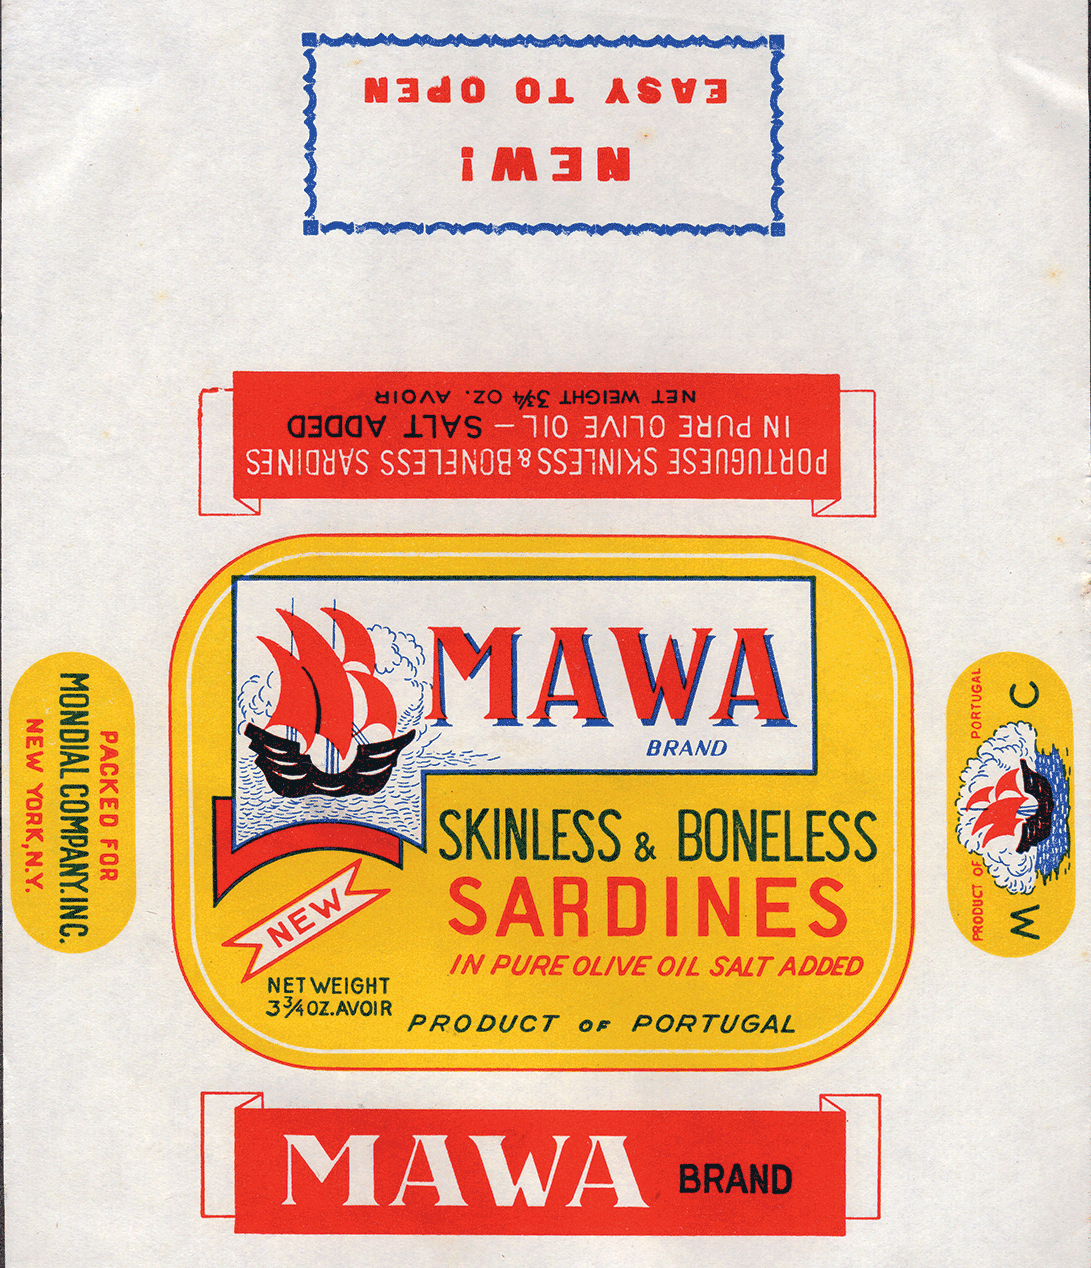 NEW!
EASY TO OPEN
PORTUGUESE SKINLESS & BONELESS SARDINES
IN PURE OLIVE OIL – SALT ADDED
NET WEIGHT 3¾ OZ. AVOIR
MAWA
BRAND
SKINLESS & BONELESS
SARDINES
IN PURE OLIVE OIL SALT ADDED
NEW
NET WEIGHT
3¾ OZ. AVOIR
PRODUCT OF PORTUGAL
PACKED FOR
MONDIAL COMPANY. INC.
NEW YORK, N.Y.
PRODUCT OF PORTUGAL
M C
MAWA BRAND